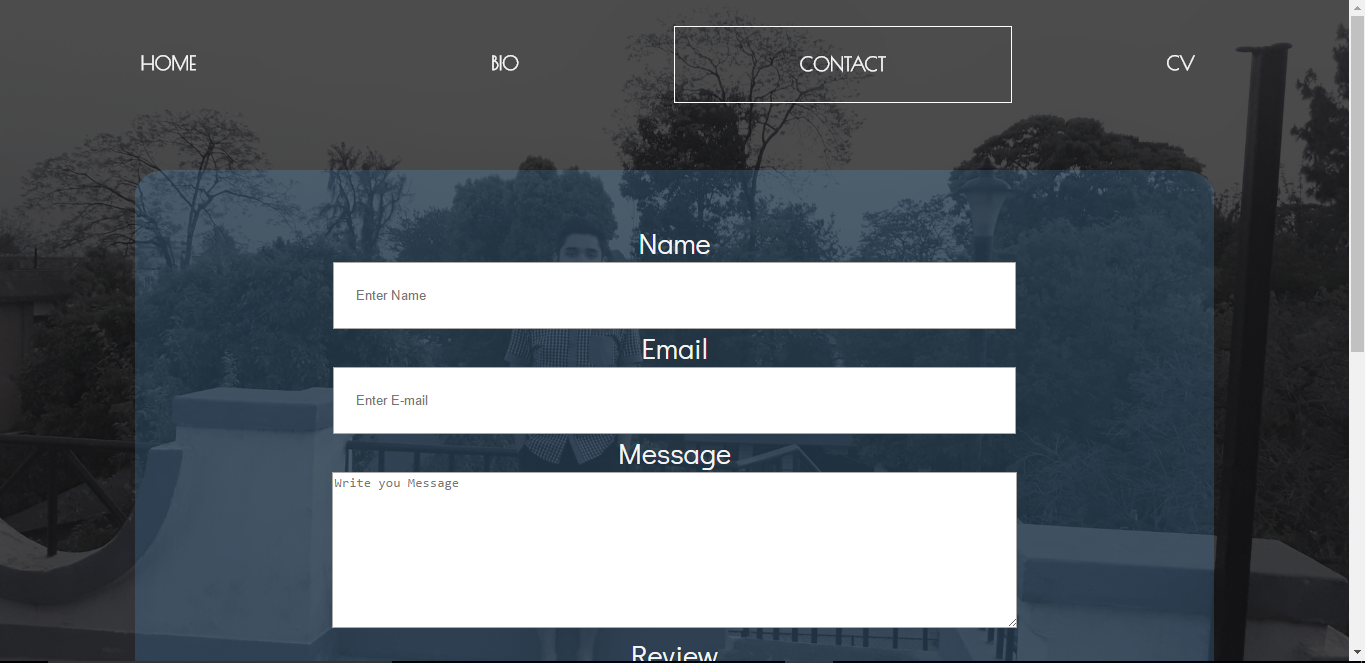 HOME BIO CONTACT CV
Name
Enter Name
Email
Enter E-mail
Message
Write you Message
Review